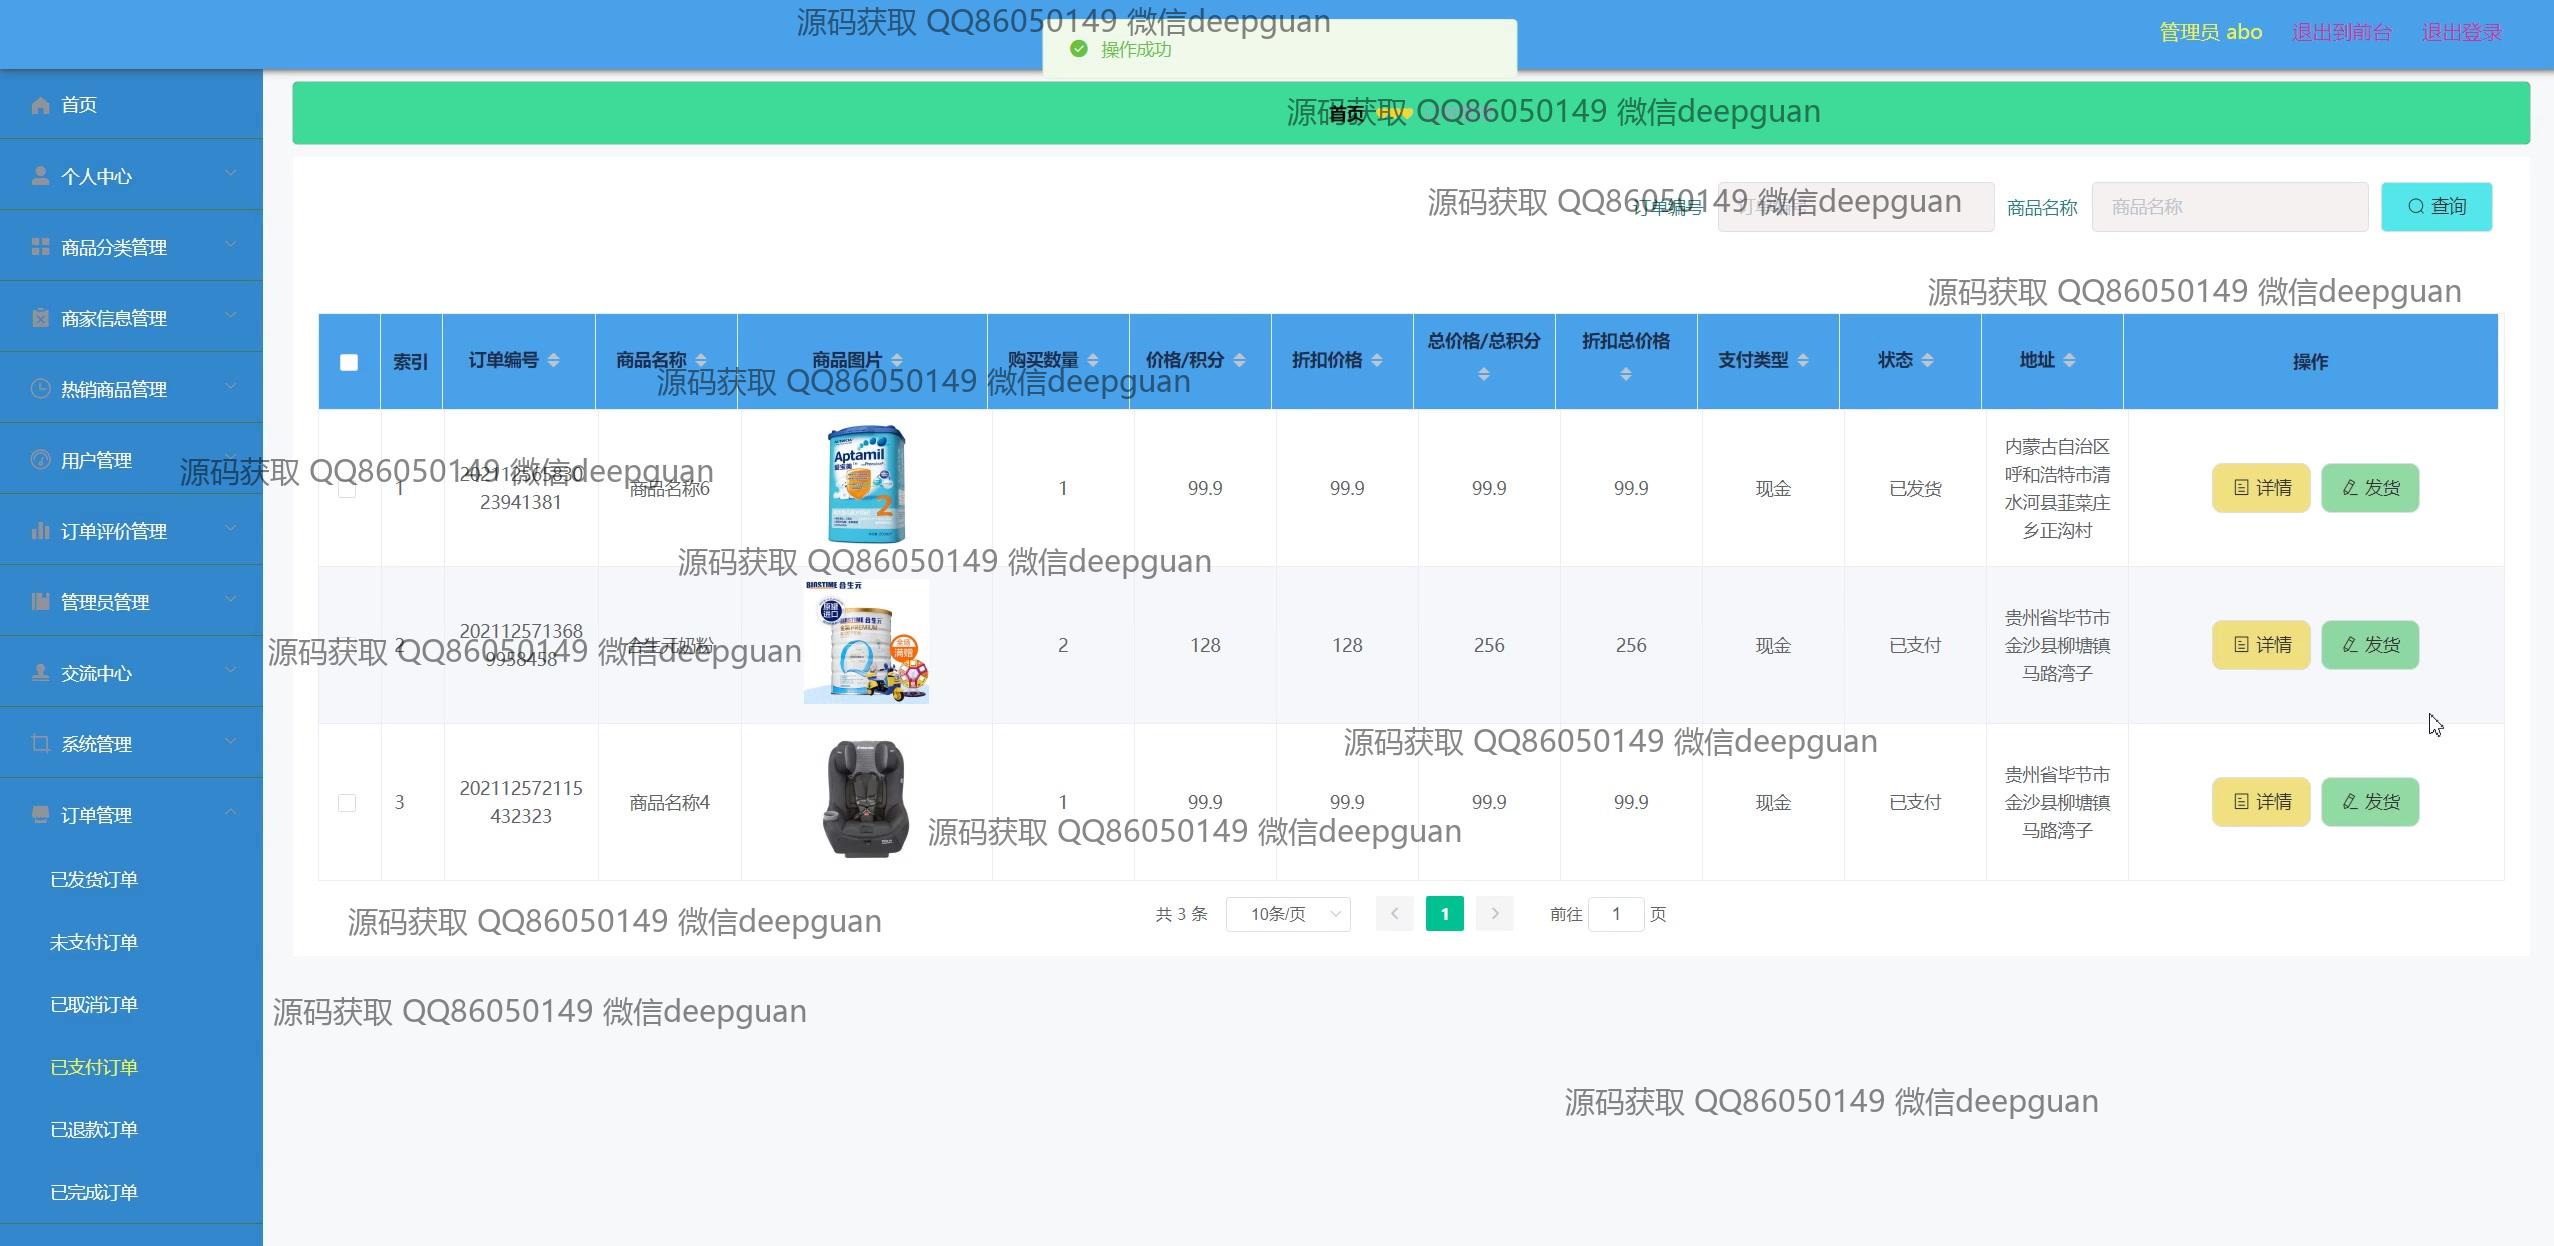 源码获取 QQ86050149 微信deepguan
操作成功
管理员 abo
退出到前台
退出登录
首页
源码获取 QQ86050149 微信deepguan
首页
个人中心
商品分类管理
商家信息管理
热销商品管理
用户管理
订单评价管理
管理员管理
交流中心
系统管理
订单管理
已发货订单
未支付订单
已取消订单
已支付订单
已退款订单
已完成订单
源码获取 QQ86050149 微信deepguan
订单编号
订单编号
商品名称
商品名称
查询
源码获取 QQ86050149 微信deepguan
索引
订单编号
商品名称
商品图片
购买数量
价格/积分
折扣价格
总价格/总积分
折扣总价格
支付类型
状态
地址
操作
源码获取 QQ86050149 微信deepguan
1
202112565830
23941381
商品名称6
Aptamil
2
1
99.9
99.9
99.9
99.9
现金
已发货
内蒙古自治区
呼和浩特市清
水河县韮菜庄
乡正沟村
详情
发货
源码获取 QQ86050149 微信deepguan
源码获取 QQ86050149 微信deepguan
2
202112571368
9958458
合生元奶粉
BIOSTIME 合生元
2
128
128
256
256
现金
已支付
贵州省毕节市
金沙县柳塘镇
马路湾子
详情
发货
源码获取 QQ86050149 微信deepguan
源码获取 QQ86050149 微信deepguan
3
202112572115
432323
商品名称4
1
99.9
99.9
99.9
99.9
现金
已支付
贵州省毕节市
金沙县柳塘镇
马路湾子
详情
发货
源码获取 QQ86050149 微信deepguan
共 3 条
10条/页
1
前往
1
页
源码获取 QQ86050149 微信deepguan
源码获取 QQ86050149 微信deepguan
源码获取 QQ86050149 微信deepguan